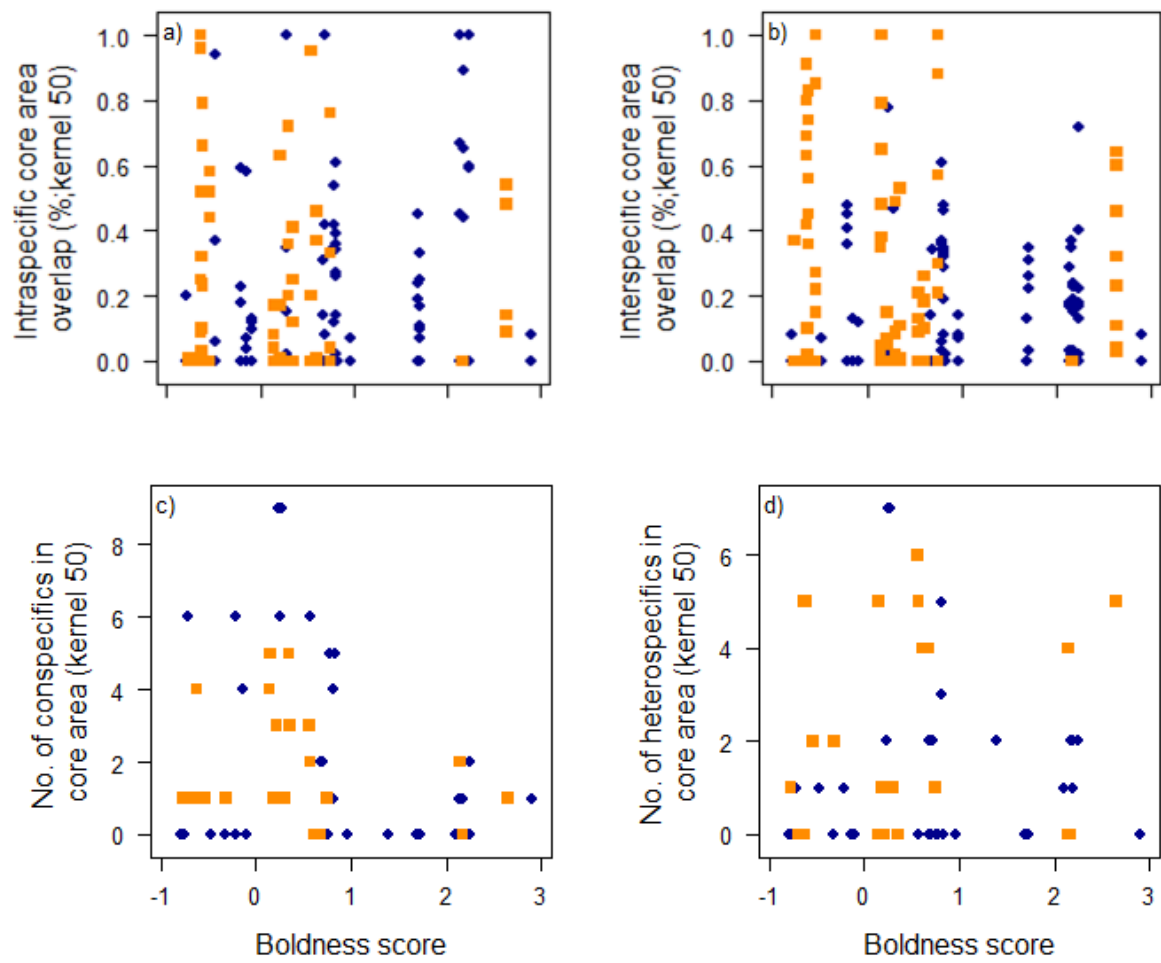 a)
Intraspecific core area
overlap (%;kernel 50)
1.0
0.8
0.6
0.4
0.2
0.0
b)
Interspecific core area
overlap (%;kernel 50)
1.0
0.8
0.6
0.4
0.2
0.0
c)
No. of conspecifics in
core area (kernel 50)
8
6
4
2
0
-1 0 1 2 3
Boldness score
d)
No. of heterospecifics in
core area (kernel 50)
6
4
2
0
-1 0 1 2 3
Boldness score